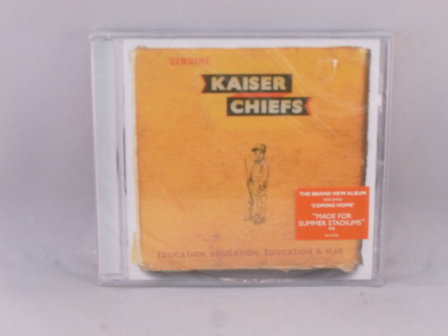 GENUINE
KAISER
CHIEFS
THE BRAND NEW ALBUM
'COMING HOME'
"MADE FOR
SUMMER STADIUMS"
EDUCATION, EDUCATION, EDUCATION & WAR